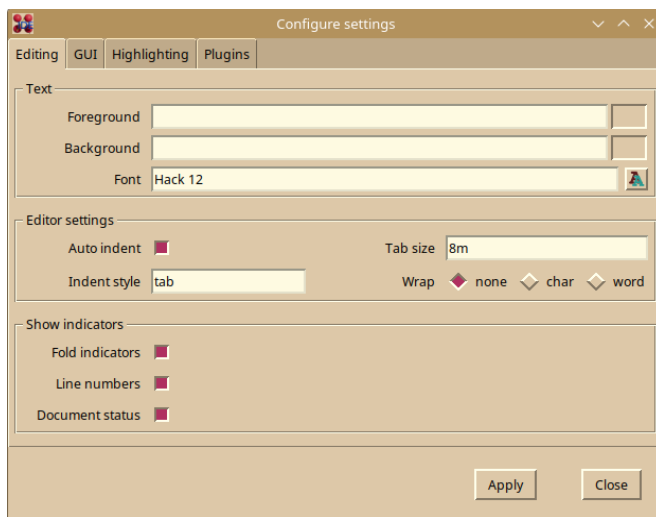 Configure settings
Editing GUI Highlighting Plugins
Text
Foreground
Background
Font Hack 12
Editor settings
Auto indent Tab size 8m
Indent style tab Wrap none char word
Show indicators
Fold indicators
Line numbers
Document status
Apply Close